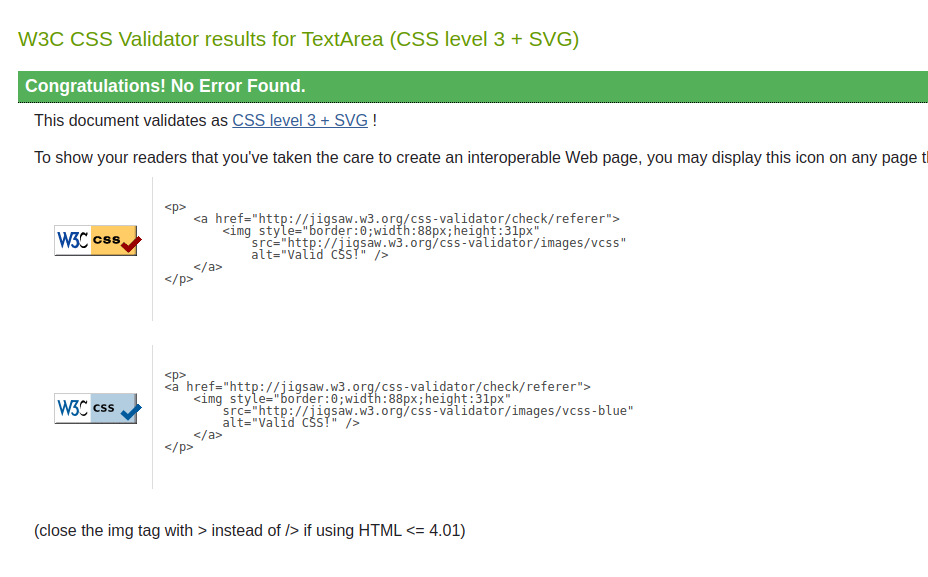 W3C CSS Validator results for TextArea (CSS level 3 + SVG)
Congratulations! No Error Found.
This document validates as CSS level 3 + SVG !
To show your readers that you've taken the care to create an interoperable Web page, you may display this icon on any page
W3C css
<p>
    <a href="http://jigsaw.w3.org/css-validator/check/referer">
        <img style="border:0;width:88px;height:31px"
            src="http://jigsaw.w3.org/css-validator/images/vcss"
            alt="Valid CSS!" />
    </a>
</p>
W3C css
<p>
<a href="http://jigsaw.w3.org/css-validator/check/referer">
    <img style="border:0;width:88px;height:31px"
        src="http://jigsaw.w3.org/css-validator/images/vcss-blue"
        alt="Valid CSS!" />
    </a>
</p>
(close the img tag with > instead of /> if using HTML <= 4.01)